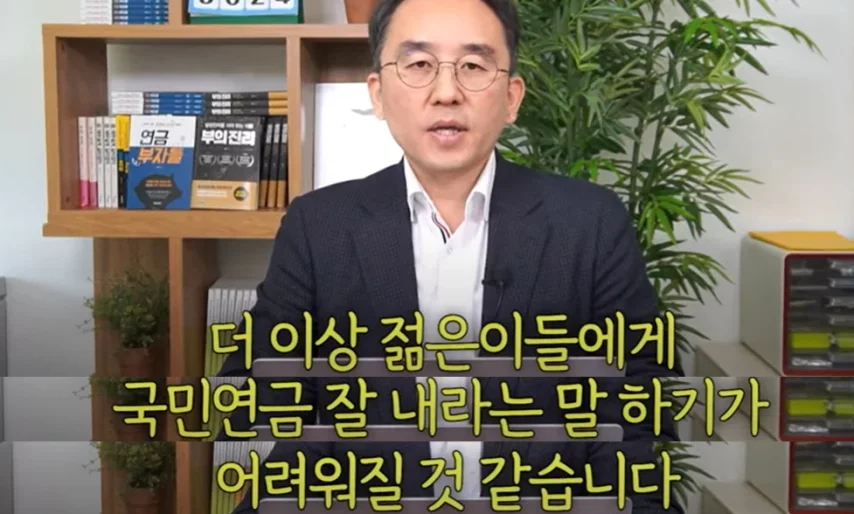 연금
부자들
부의 진리
더 이상 젊은이들에게
국민연금 잘 내라는 말 하기가
어려워질 것 같습니다